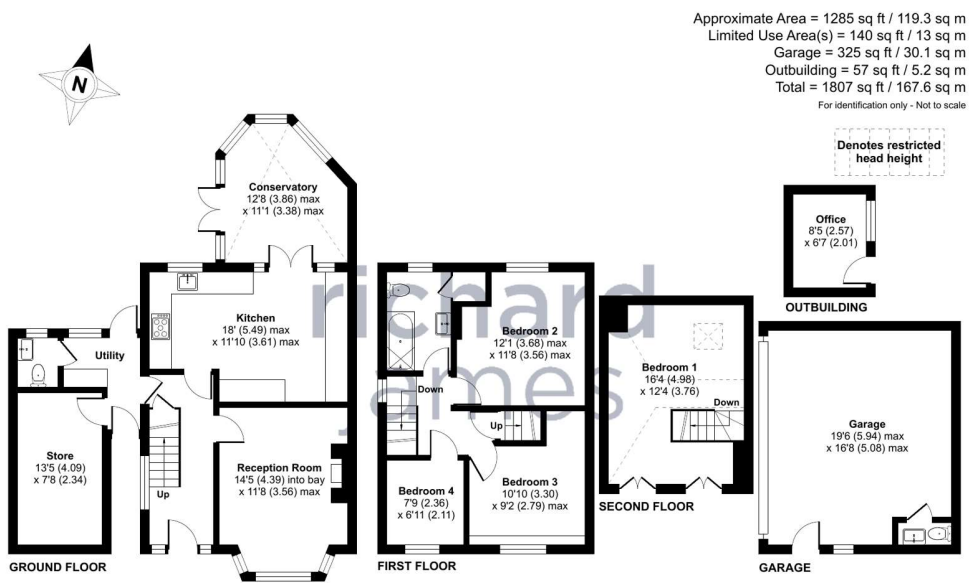 Approximate Area = 1285 sq ft / 119.3 sq m
Limited Use Area(s) = 140 sq ft / 13 sq m
Garage = 325 sq ft / 30.1 sq m
Outbuilding = 57 sq ft / 5.2 sq m
Total = 1807 sq ft / 167.6 sq m
For identification only - Not to scale
N
Denotes restricted
head height
Conservatory
12'8 (3.86) max
x 11'1 (3.38) max
Office
8'5 (2.57)
x 6'7 (2.01)
OUTBUILDING
richard
james
Kitchen
18' (5.49) max
x 11'10 (3.61) max
Utility
Bedroom 2
12'1 (3.68) max
x 11'8 (3.56) max
Down
Up
Bedroom 1
16'4 (4.98)
x 12'4 (3.76)
Down
Garage
19'6 (5.94) max
x 16'8 (5.08) max
Store
13'5 (4.09)
x 7'8 (2.34)
Up
Reception Room
14'5 (4.39) into bay
x 11'8 (3.56) max
Bedroom 4
7'9 (2.36)
x 6'11 (2.11)
Bedroom 3
10'10 (3.30)
x 9'2 (2.79) max
SECOND FLOOR
GROUND FLOOR
FIRST FLOOR
GARAGE